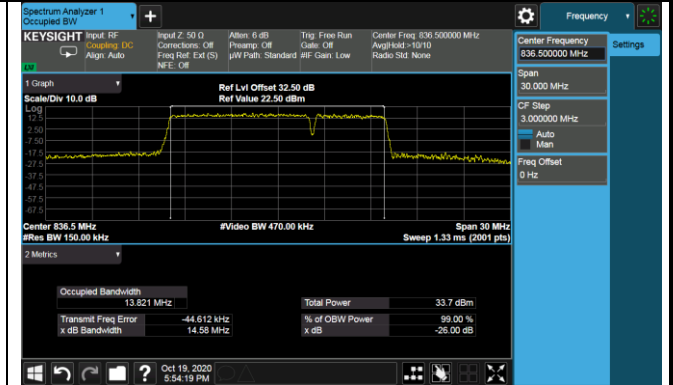 Spectrum Analyzer 1
Occupied BW
Frequency
KEYSIGHT Input: RF
Coupling: DC
Align: Auto
Input Z: 50 Ω
Corrections: Off
Freq Ref: Ext (S)
NFE: Off
Atten: 6 dB
Preamp: Off
µW Path: Standard
Trig: Free Run
Gate: Off
#IF Gain: Low
Center Freq: 836.500000 MHz
Avg|Hold:>10/10
Radio Std: None
Center Frequency
836.500000 MHz
Settings
Span
30.000 MHz
CF Step
3.000000 MHz
Auto
Man
Freq Offset
0 Hz
1 Graph
Scale/Div 10.0 dB
Ref Lvl Offset 32.50 dB
Ref Value 22.50 dBm
Log
12.5
2.50
-7.50
-17.5
-27.5
-37.5
-47.5
-57.5
-67.5
Center 836.5 MHz
#Res BW 150.00 kHz
#Video BW 470.00 kHz
Span 30 MHz
Sweep 1.33 ms (2001 pts)
2 Metrics
Occupied Bandwidth
13.821 MHz
Total Power 33.7 dBm
Transmit Freq Error -44.612 kHz
% of OBW Power 99.00 %
x dB Bandwidth 14.58 MHz
x dB -26.00 dB
?
Oct 19, 2020
5:54:19 PM